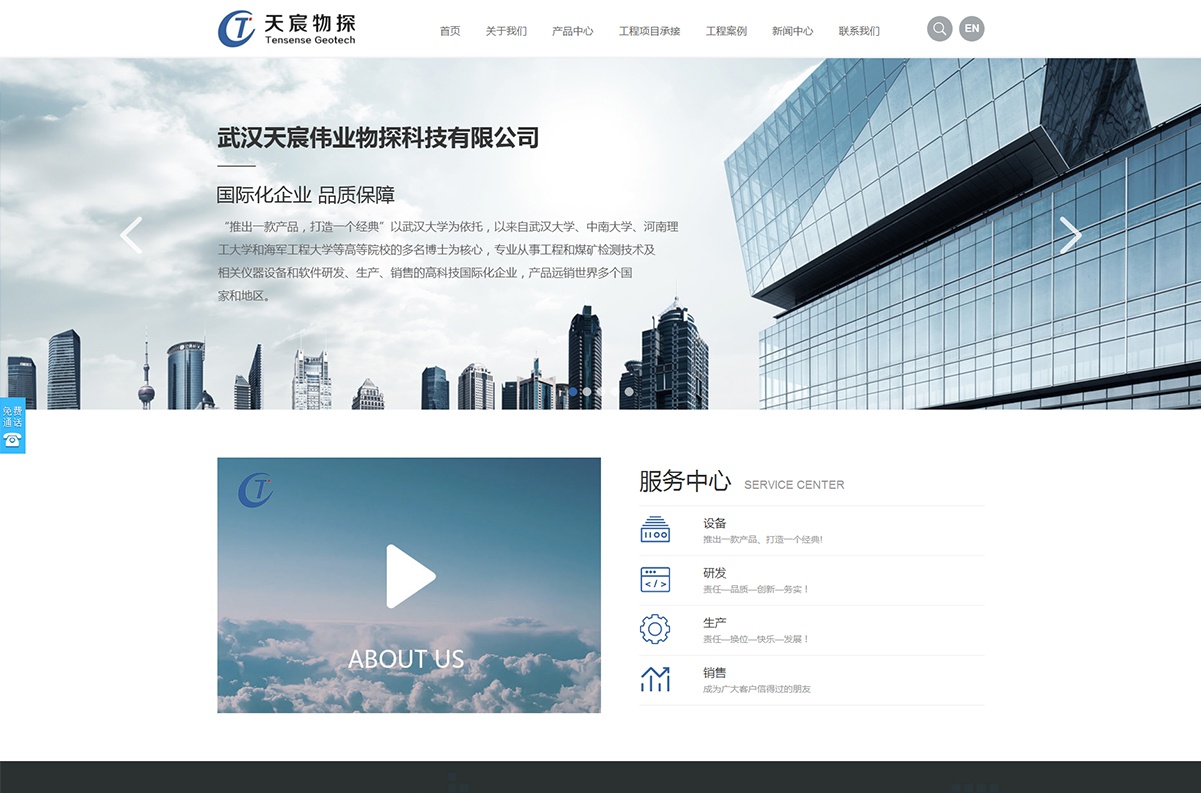 天宸物探
Tensense Geotech
首页 关于我们 产品中心 工程项目承接 工程案例 新闻中心 联系我们 EN
武汉天宸伟业物探科技有限公司
国际化企业 品质保障
“推出一款产品，打造一个经典”以武汉大学为依托，以来自武汉大学、中南大学、河南理
工大学和海军工程大学等高等院校的多名博士为核心，专业从事工程和煤矿检测技术及
相关仪器设备和软件研发、生产、销售的高科技国际化企业，产品远销世界多个国
家和地区。
免费
通话
ABOUT US
服务中心 SERVICE CENTER
设备
推出一款产品、打造一个经典!
研发
责任—品质—创新—务实！
生产
责任—换位—快乐—发展！
销售
成为广大客户信得过的朋友